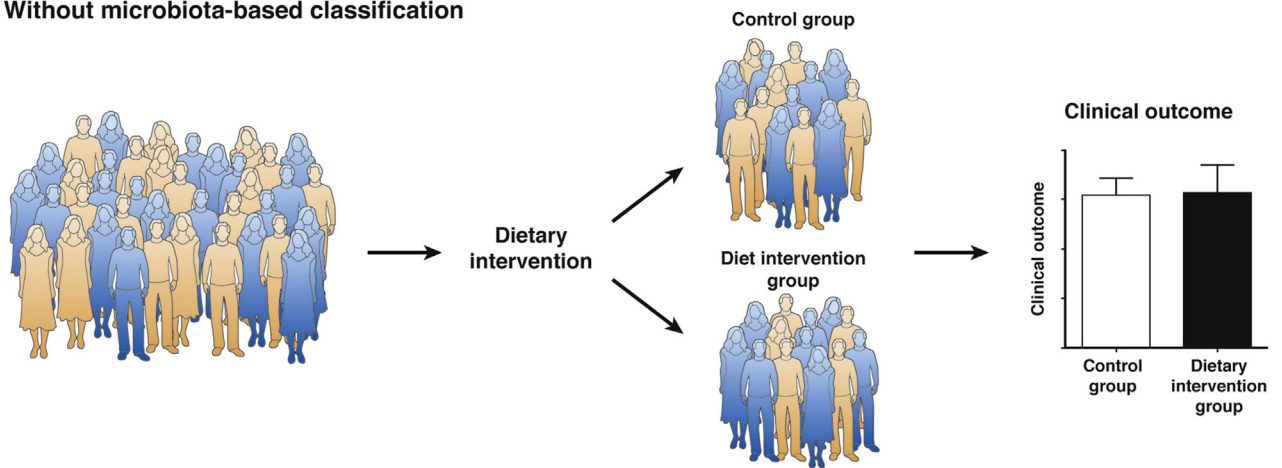 Without microbiota-based classification
Control group
Dietary
intervention
Diet intervention
group
Clinical outcome
Clinical outcome
Control
group
Dietary
intervention
group